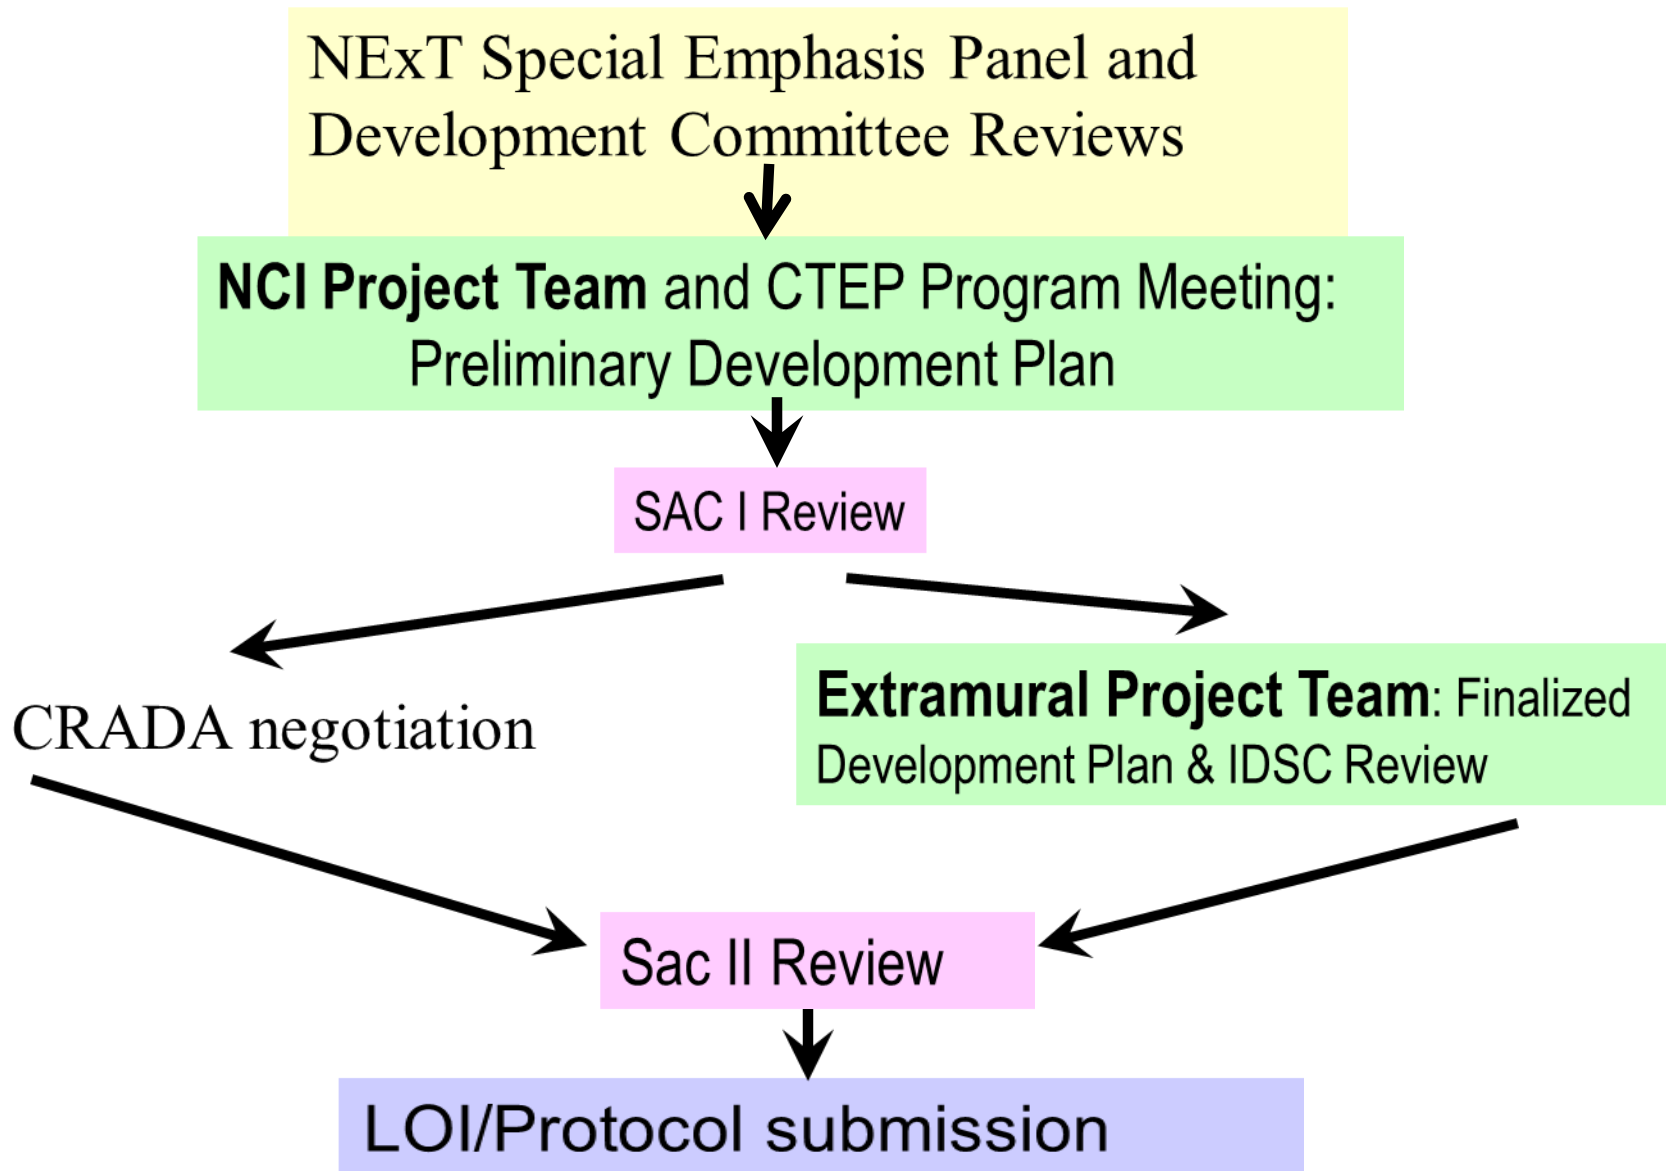 NExT Special Emphasis Panel and
Development Committee Reviews
NCI Project Team and CTEP Program Meeting:
Preliminary Development Plan
SAC I Review
CRADA negotiation
Extramural Project Team: Finalized
Development Plan & IDSC Review
Sac II Review
LOI/Protocol submission